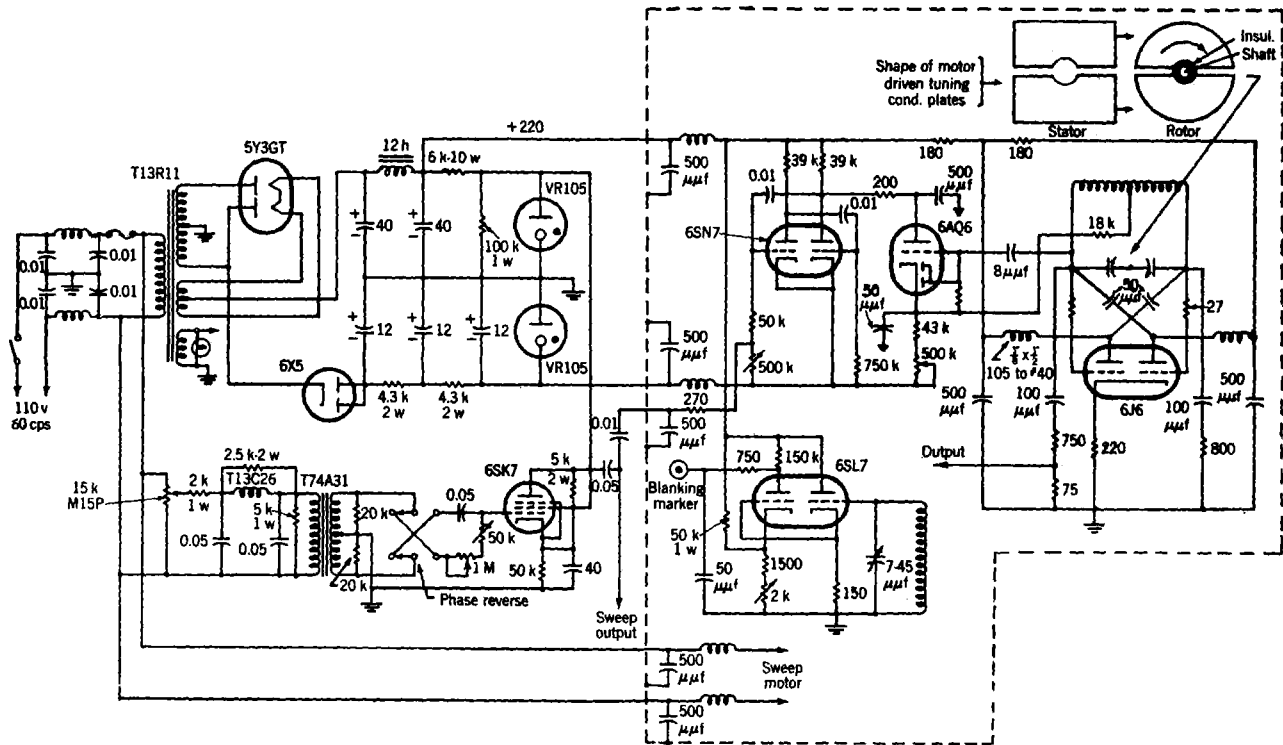 Shape of motor
driven tuning
cond. plates
Stator
Rotor
Insul.
Shaft
T13R11
5Y3GT
12 h
+220
6 k-10 w
VR105
40
40
100 k
1 w
0.01
0.01
0.01
0.01
12
12
12
VR105
6X5
4.3 k
2 w
4.3 k
2 w
110 v
60 cps
500
μμf
39 k
39 k
180
180
0.01
200
500
μμf
0.01
6SN7
6AQ6
8μμf
18 k
50
μμf
27
50
μμf
500
μμf
50 k
500 k
750 k
43 k
500 k
105
to
40
500
μμf
100
μμf
6J6
100
μμf
500
μμf
270
500
μμf
750
75
220
800
Output
2.5 k-2 w
T13C26
T74A31
15 k
M15P
2 k
1 w
5 k
1 w
0.05
0.05
20 k
20 k
0.05
50 k
1 M
Phase reverse
6SK7
5 k
2 w
0.01
0.05
50 k
40
Sweep
output
Blanking
marker
750
150 k
6SL7
50 k
1 w
50
μμf
1500
2 k
150
7-45
μμf
500
μμf
Sweep
motor
500
μμf